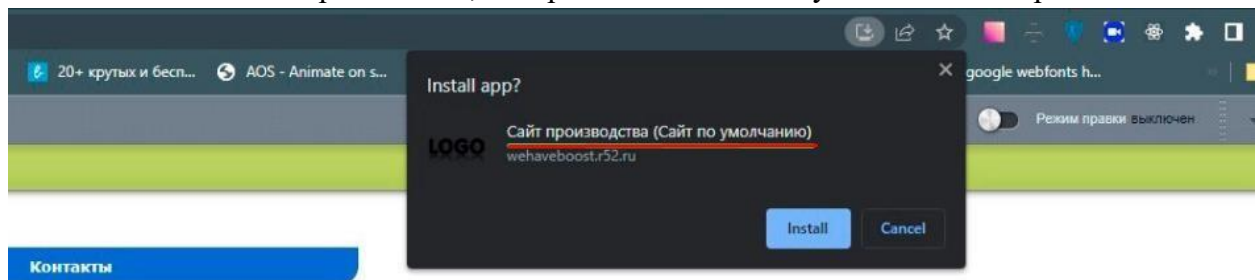 20+ крутых и бесп...
AOS - Animate on s...
google webfonts h...
Install app?
Режим правки выключен
LOGO
Сайт производства (Сайт по умолчанию)
wehaveboost.r52.ru
Install
Cancel
Контакты